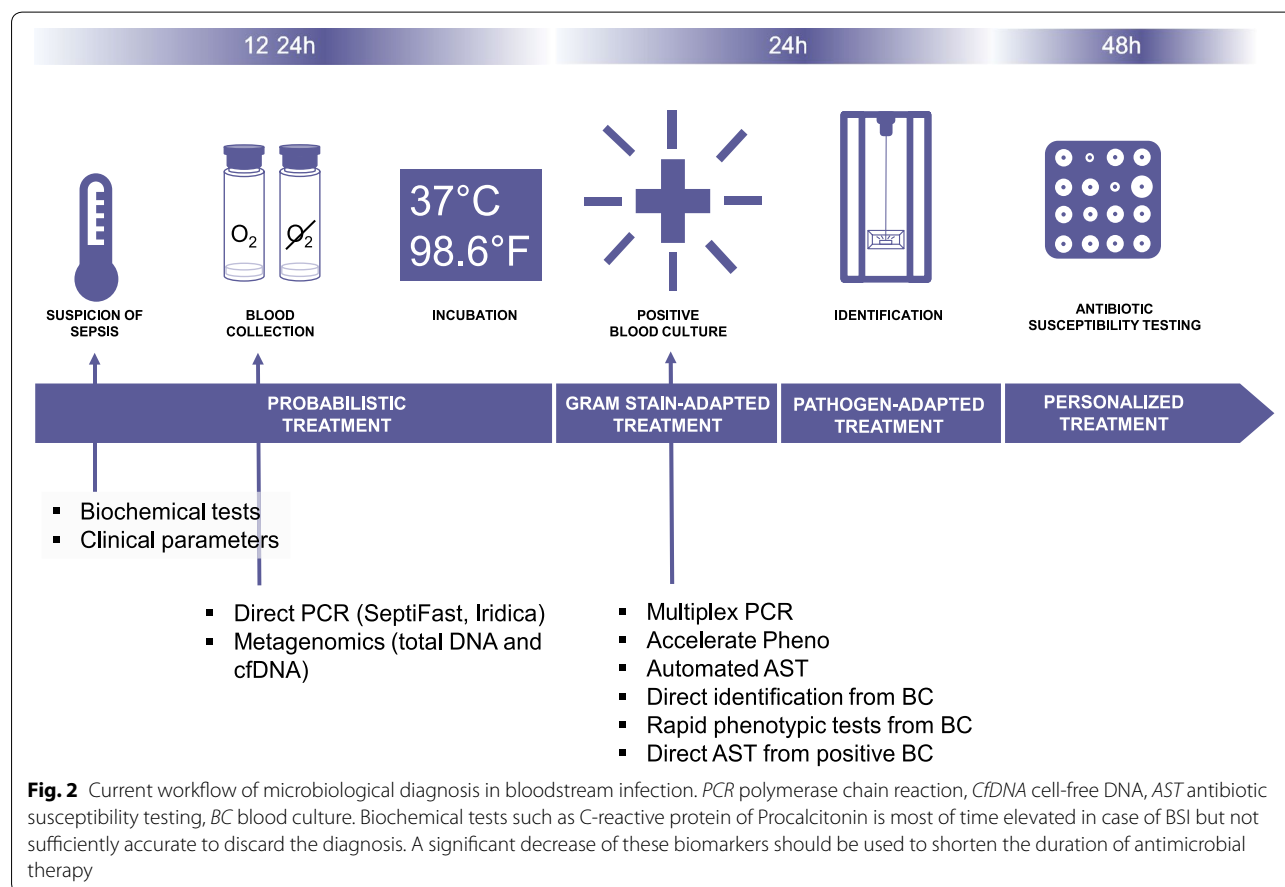 12 24h
24h
48h
O2
O2
37°C
98.6°F
SUSPICION OF
SEPSIS
BLOOD
COLLECTION
INCUBATION
POSITIVE
BLOOD CULTURE
IDENTIFICATION
ANTIBIOTIC
SUSCEPTIBILITY TESTING
PROBABILISTIC
TREATMENT
GRAM STAIN-ADAPTED
TREATMENT
PATHOGEN-ADAPTED
TREATMENT
PERSONALIZED
TREATMENT
▪ Biochemical tests
▪ Clinical parameters
▪ Direct PCR (SeptiFast, Iridica)
▪ Metagenomics (total DNA and
cfDNA)
▪ Multiplex PCR
▪ Accelerate Pheno
▪ Automated AST
▪ Direct identification from BC
▪ Rapid phenotypic tests from BC
▪ Direct AST from positive BC
Fig. 2 Current workflow of microbiological diagnosis in bloodstream infection. PCR polymerase chain reaction, CfDNA cell-free DNA, AST antibiotic
susceptibility testing, BC blood culture. Biochemical tests such as C-reactive protein of Procalcitonin is most of time elevated in case of BSI but not
sufficiently accurate to discard the diagnosis. A significant decrease of these biomarkers should be used to shorten the duration of antimicrobial
therapy